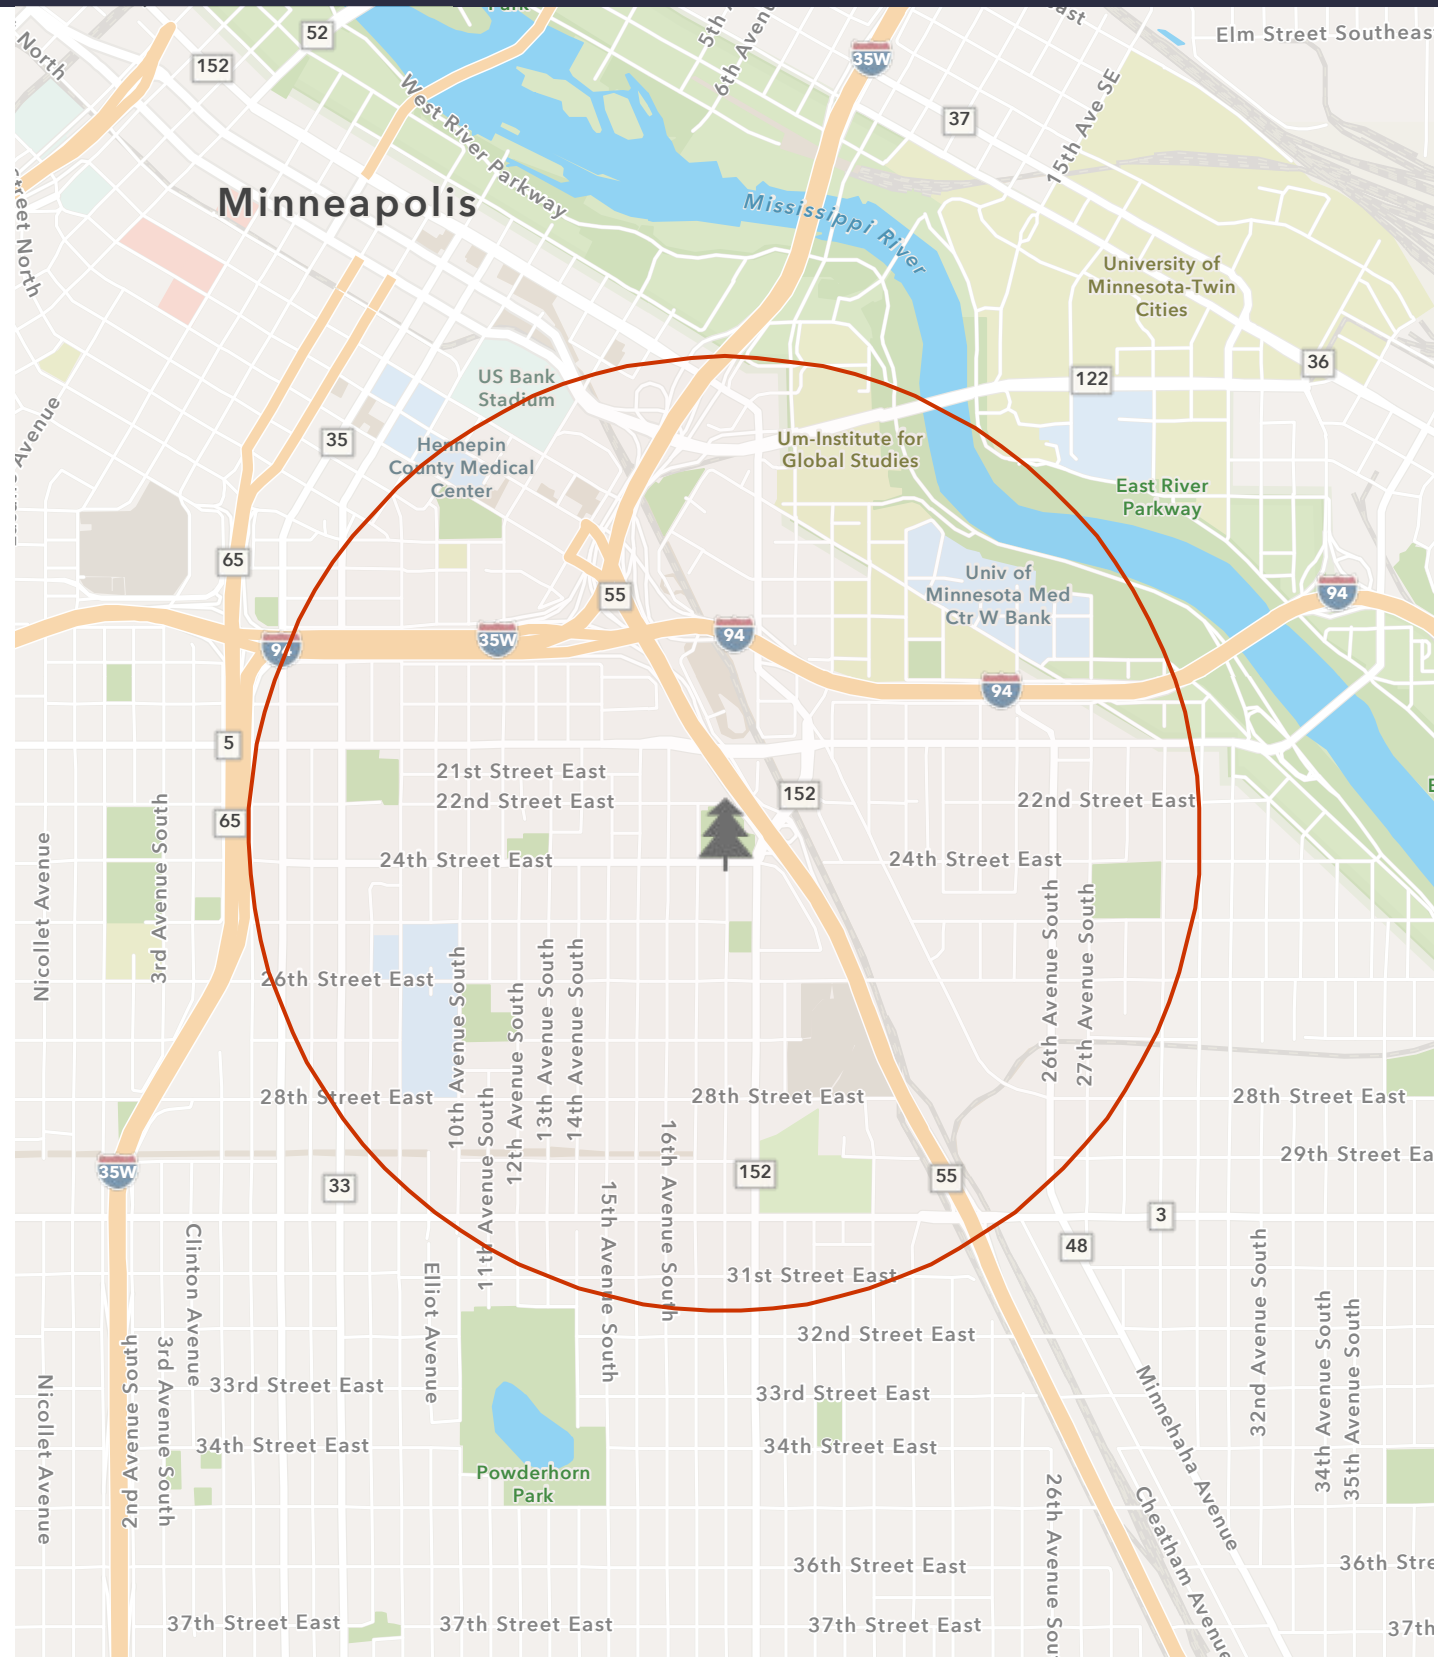 Park
52
152
North
5th
6th Avenu
35W
ast
Elm Street Southeas
37
15th Ave SE
West River Parkway
Minneapolis
Mississippi River
Street North
University of
Minnesota-Twin
Cities
36
122
US Bank
Stadium
35
Hennepin
County Medical
Center
Um-Institute for
Global Studies
East River
Parkway
Avenue
65
55
Univ of
Minnesota Med
Ctr W Bank
94
94
35W
94
94
5
21st Street East
22nd Street East
152
22nd Street East
65
24th Street East
24th Street East
Nicollet Avenue
3rd Avenue South
26th Avenue South
27th Avenue South
26th Street East
10th Avenue South
11th Avenue South
12th Avenue South
13th Avenue South
14th Avenue South
28th Street East
28th Street East
28th Street East
29th Street Ea
35W
33
152
55
16th Avenue South
15th Avenue South
3
48
Clinton Avenue
Elliot Avenue
31st Street East
32nd Street East
32nd Avenue South
34th Avenue South
35th Avenue South
2nd Avenue South
3rd Avenue South
Nicollet Avenue
33rd Street East
33rd Street East
Minnehaha Avenue
34th Street East
34th Street East
Powderhorn
Park
26th Avenue Sou
Cheatham Avenue
36th Street East
36th Stre
37th Street East
37th Street East
37th Street East
37th